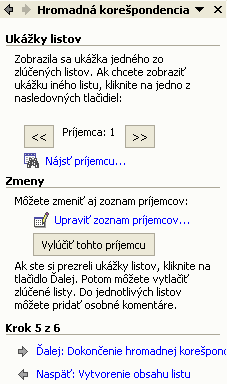 Hromadná korešpondencia
Ukážky listov
Zobrazila sa ukážka jedného zo
zlúčených listov. Ak chcete zobraziť
ukážku iného listu, kliknite na jedno z
nasledovných tlačidiel:
<< Príjemca: 1 >>
Nájsť príjemcu...
Zmeny
Môžete zmeniť aj zoznam príjemcov:
Upraviť zoznam príjemcov...
Vylúčiť tohto príjemcu
Ak ste si prezreli ukážky listov, kliknite na
tlačidlo Ďalej. Potom môžete vytlačiť
zlúčené listy. Do jednotlivých listov
môžete pridať osobné komentáre.
Krok 5 z 6
Ďalej: Dokončenie hromadnej korešpond
Naspäť: Vytvorenie obsahu listu